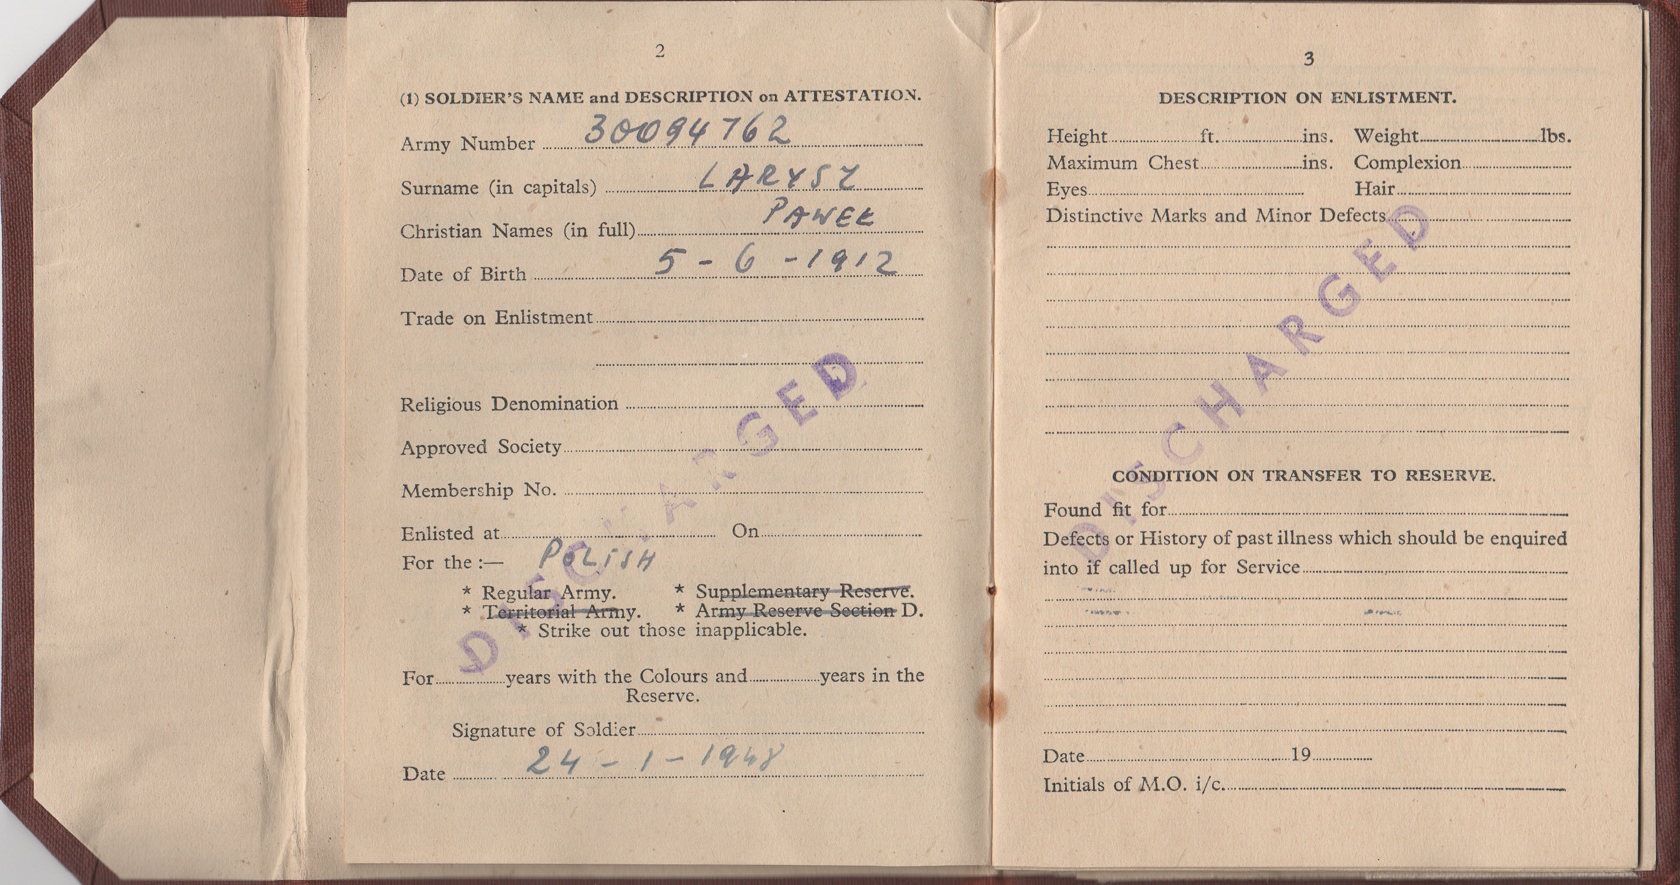 2
(1) SOLDIER'S NAME and DESCRIPTION on ATTESTATION.
Army Number 30094762
Surname (in capitals) LARYSZ
Christian Names (in full) PAWEŁ
Date of Birth 5 - 6 - 1912
Trade on Enlistment
Religious Denomination
Approved Society
Membership No.
Enlisted at On
For the :— POLISH
* Regular Army. * Supplementary Reserve.
* Territorial Army. * Army Reserve Section D.
* Strike out those inapplicable.
For years with the Colours and years in the
Reserve.
Signature of Soldier
Date 24 - 1 - 1948
DISCHARGED
3
DESCRIPTION ON ENLISTMENT.
Height ft. ins. Weight lbs.
Maximum Chest ins. Complexion
Eyes Hair
Distinctive Marks and Minor Defects
CONDITION ON TRANSFER TO RESERVE.
Found fit for
Defects or History of past illness which should be enquired
into if called up for Service
Date 19
Initials of M.O. i/c.
DISCHARGED